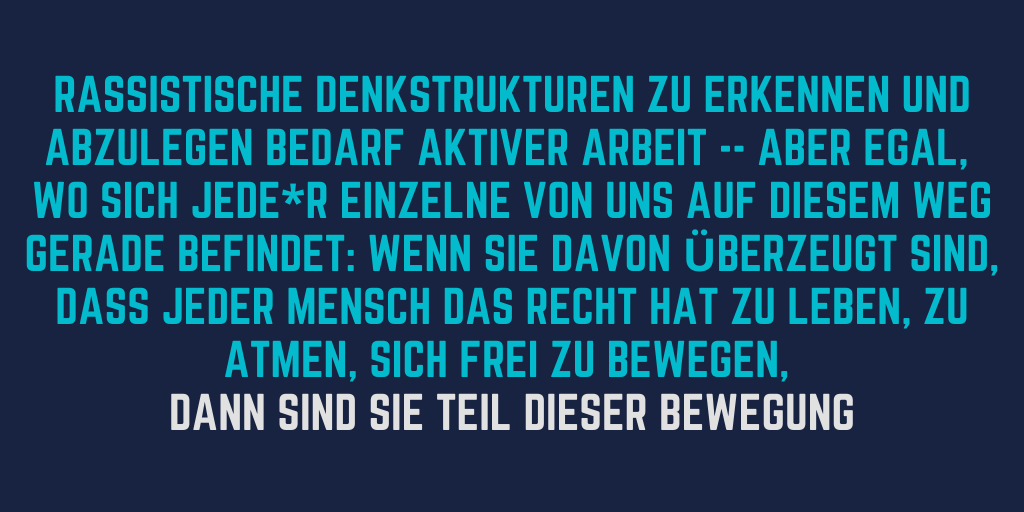 RASSISTISCHE DENKSTRUKTUREN ZU ERKENNEN UND
ABZULEGEN BEDARF AKTIVER ARBEIT -- ABER EGAL,
WO SICH JEDE*R EINZELNE VON UNS AUF DIESEM WEG
GERADE BEFINDET: WENN SIE DAVON ÜBERZEUGT SIND,
DASS JEDER MENSCH DAS RECHT HAT ZU LEBEN, ZU
ATMEN, SICH FREI ZU BEWEGEN,
DANN SIND SIE TEIL DIESER BEWEGUNG